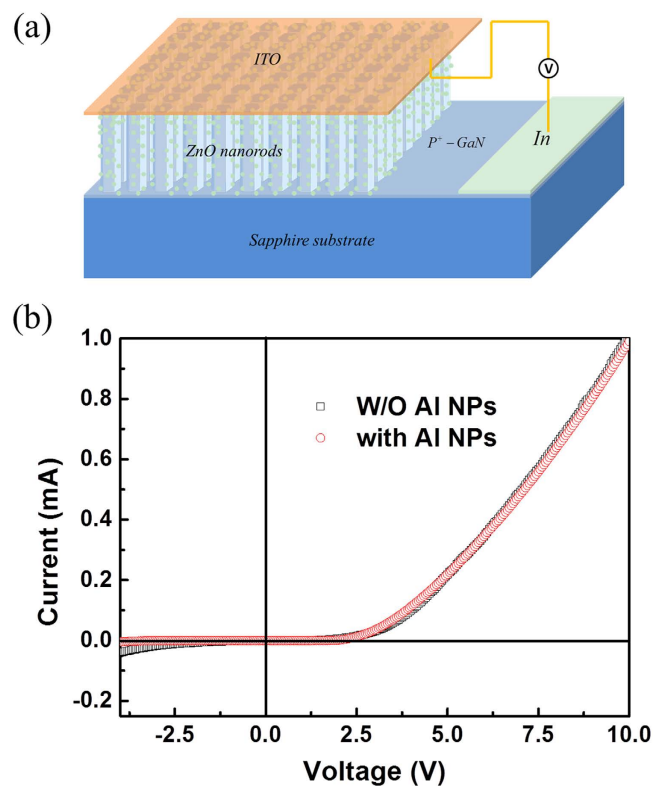 (a)
ITO
V
ZnO nanorods
P⁺ – GaN
In
Sapphire substrate
(b)
1.0
0.8
0.6
0.4
0.2
0.0
-0.2
Current (mA)
W/O Al NPs
with Al NPs
-2.5 0.0 2.5 5.0 7.5 10.0
Voltage (V)